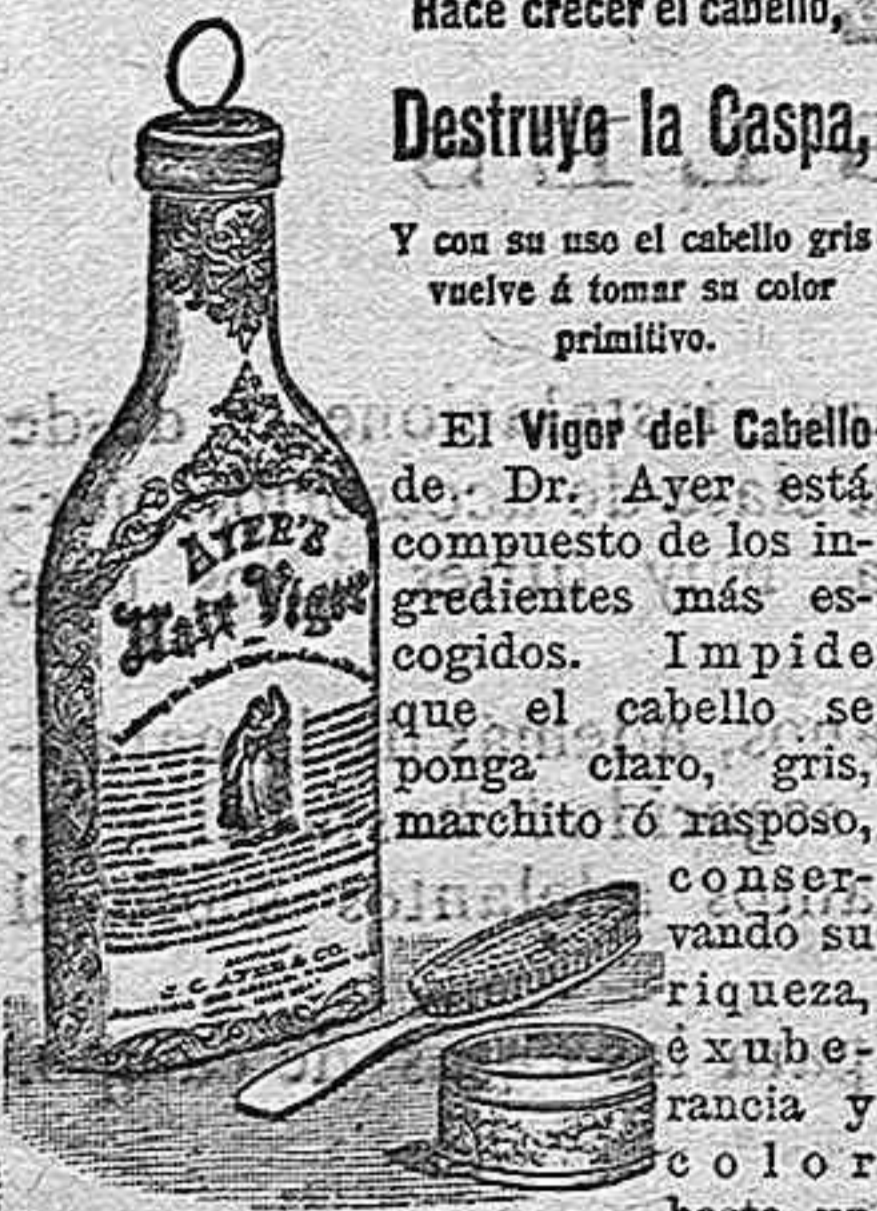 Hace crecer el cabello,
Destruye la Caspa,
Y con su uso el cabello gris
vuelve á tomar su color
primitivo.
El Vigor del Cabello
de Dr. Ayer está
compuesto de los in-
gredientes más es-
cogidos. Impide
que el cabello se
ponga claro, gris,
marchito ó rasposo,
conser-
vando su
riqueza,
éxube-
rancia y
color
AYER'S
Hair Vigor
J. C. AYER & CO.